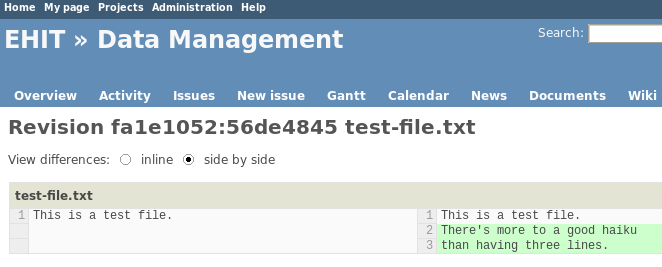 Home My page Projects Administration Help
EHIT » Data Management
Search:
Overview Activity Issues New issue Gantt Calendar News Documents Wiki
Revision fa1e1052:56de4845 test-file.txt
View differences: inline side by side
test-file.txt
1 This is a test file. 1 This is a test file.
2 There's more to a good haiku
3 than having three lines.